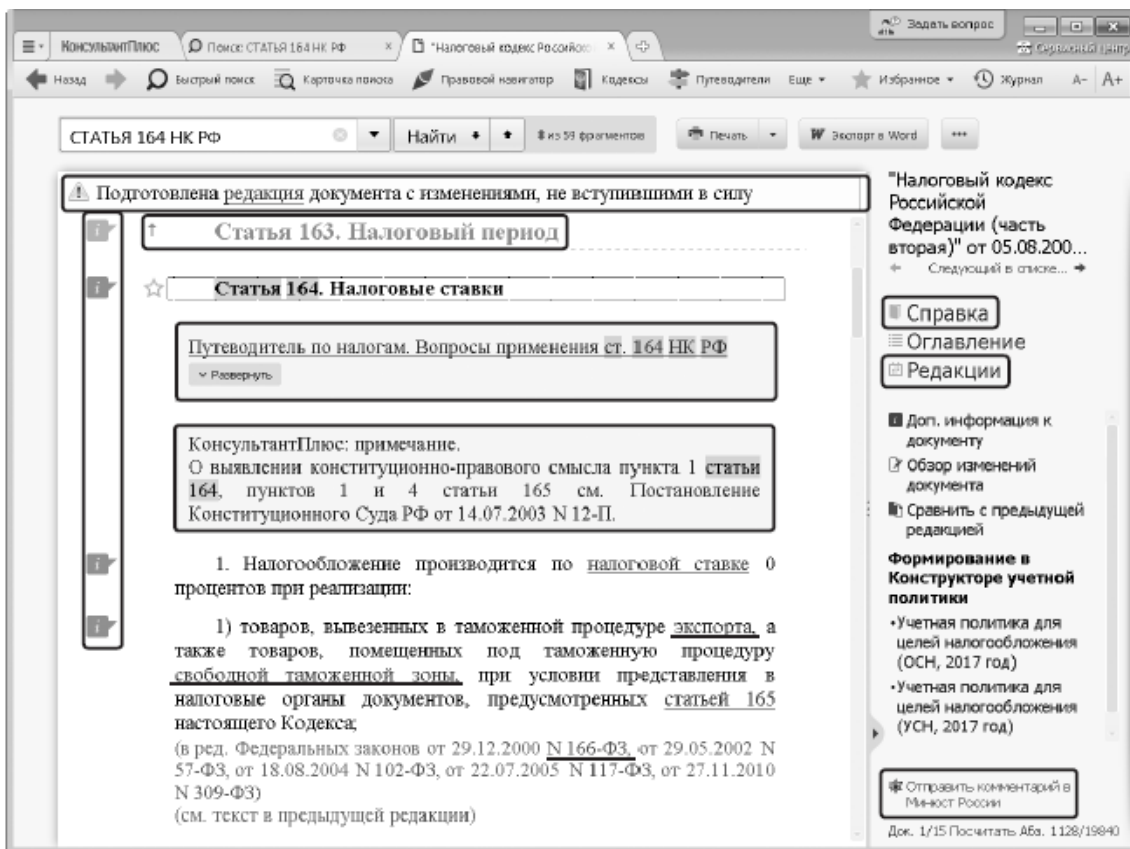 Задать вопрос
КонсультантПлюс
Поиск: СТАТЬЯ 164 НК РФ
"Налоговый кодекс Российско
Сервисный центр
Назад
Быстрый поиск
Карточка поиска
Правовой навигатор
Кодексы
Путеводители
Еще
Избранное
Журнал
А- А+
СТАТЬЯ 164 НК РФ
Найти
8 из 59 фрагментов
Печать
Экспорт в Word
Подготовлена редакция документа с изменениями, не вступившими в силу
Статья 163. Налоговый период
Статья 164. Налоговые ставки
Путеводитель по налогам. Вопросы применения ст. 164 НК РФ
Развернуть
КонсультантПлюс: примечание.
О выявлении конституционно-правового смысла пункта 1 статьи
164, пунктов 1 и 4 статьи 165 см. Постановление
Конституционного Суда РФ от 14.07.2003 N 12-П.
1. Налогообложение производится по налоговой ставке 0
процентов при реализации:
1) товаров, вывезенных в таможенной процедуре экспорта, а
также товаров, помещенных под таможенную процедуру
свободной таможенной зоны, при условии представления в
налоговые органы документов, предусмотренных статьей 165
настоящего Кодекса;
(в ред. Федеральных законов от 29.12.2000 N 166-ФЗ, от 29.05.2002 N
57-ФЗ, от 18.08.2004 N 102-ФЗ, от 22.07.2005 N 117-ФЗ, от 27.11.2010
N 309-ФЗ)
(см. текст в предыдущей редакции)
"Налоговый кодекс
Российской
Федерации (часть
вторая)" от 05.08.200...
Следующий в списке...
Справка
Оглавление
Редакции
Доп. информация к
документу
Обзор изменений
документа
Сравнить с предыдущей
редакцией
Формирование в
Конструкторе учетной
политики
•Учетная политика для
целей налогообложения
(ОСН, 2017 год)
•Учетная политика для
целей налогообложения
(УСН, 2017 год)
Отправить комментарий в
Минюст России
Док. 1/15 Посчитать Абз. 1128/19840